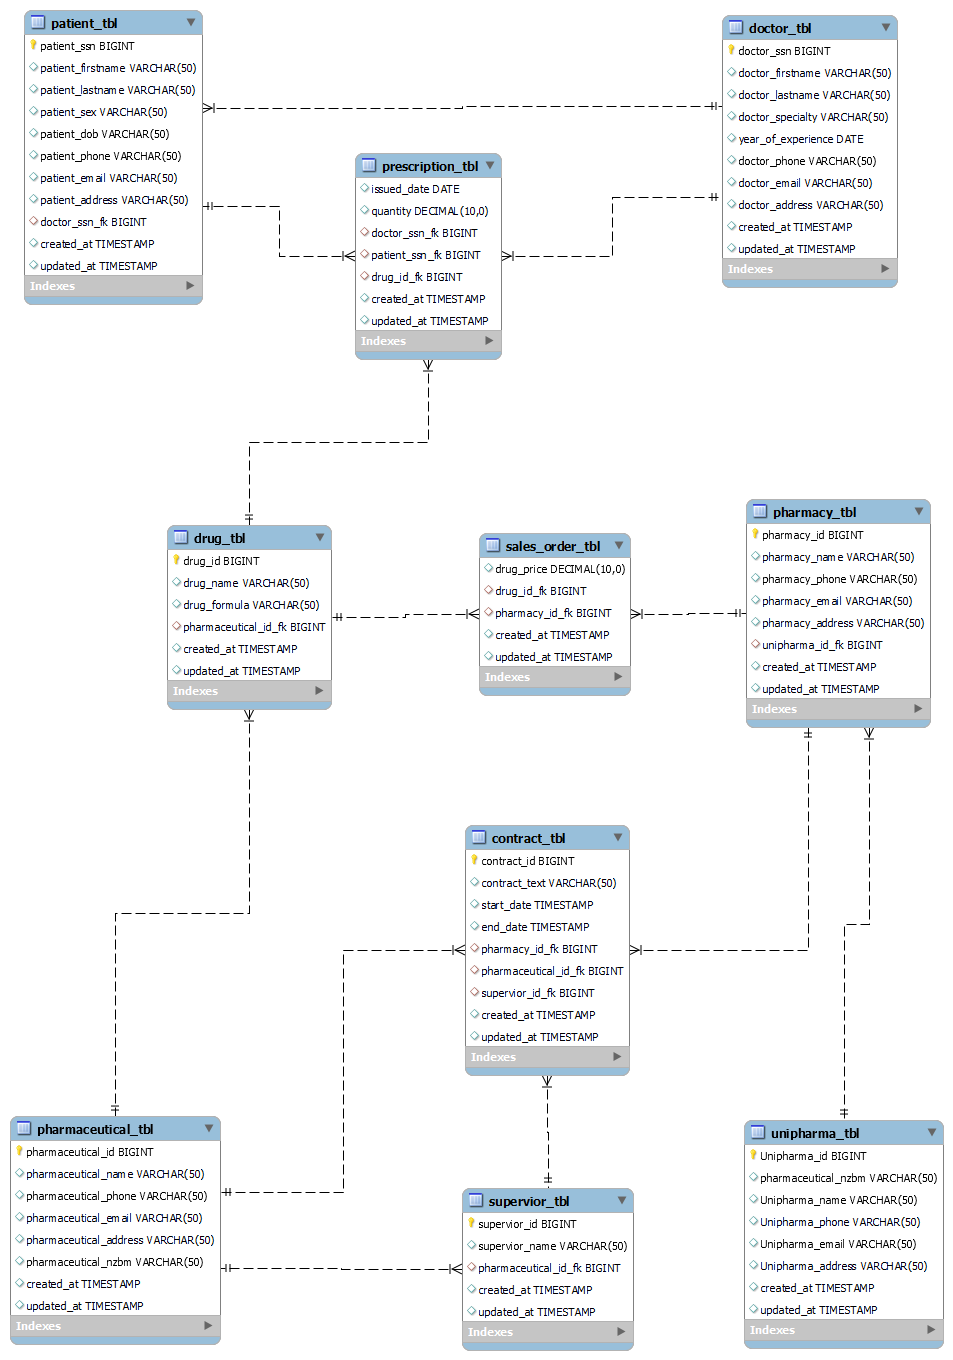 patient_tbl
patient_ssn BIGINT
patient_firstname VARCHAR(50)
patient_lastname VARCHAR(50)
patient_sex VARCHAR(50)
patient_dob VARCHAR(50)
patient_phone VARCHAR(50)
patient_email VARCHAR(50)
patient_address VARCHAR(50)
doctor_ssn_fk BIGINT
created_at TIMESTAMP
updated_at TIMESTAMP
Indexes
doctor_tbl
doctor_ssn BIGINT
doctor_firstname VARCHAR(50)
doctor_lastname VARCHAR(50)
doctor_specialty VARCHAR(50)
year_of_experience DATE
doctor_phone VARCHAR(50)
doctor_email VARCHAR(50)
doctor_address VARCHAR(50)
created_at TIMESTAMP
updated_at TIMESTAMP
Indexes
prescription_tbl
issued_date DATE
quantity DECIMAL(10,0)
doctor_ssn_fk BIGINT
patient_ssn_fk BIGINT
drug_id_fk BIGINT
created_at TIMESTAMP
updated_at TIMESTAMP
Indexes
drug_tbl
drug_id BIGINT
drug_name VARCHAR(50)
drug_formula VARCHAR(50)
pharmaceutical_id_fk BIGINT
created_at TIMESTAMP
updated_at TIMESTAMP
Indexes
sales_order_tbl
drug_price DECIMAL(10,0)
drug_id_fk BIGINT
pharmacy_id_fk BIGINT
created_at TIMESTAMP
updated_at TIMESTAMP
Indexes
pharmacy_tbl
pharmacy_id BIGINT
pharmacy_name VARCHAR(50)
pharmacy_phone VARCHAR(50)
pharmacy_email VARCHAR(50)
pharmacy_address VARCHAR(50)
unipharma_id_fk BIGINT
created_at TIMESTAMP
updated_at TIMESTAMP
Indexes
contract_tbl
contract_id BIGINT
contract_text VARCHAR(50)
start_date TIMESTAMP
end_date TIMESTAMP
pharmacy_id_fk BIGINT
pharmaceutical_id_fk BIGINT
supervior_id_fk BIGINT
created_at TIMESTAMP
updated_at TIMESTAMP
Indexes
pharmaceutical_tbl
pharmaceutical_id BIGINT
pharmaceutical_name VARCHAR(50)
pharmaceutical_phone VARCHAR(50)
pharmaceutical_email VARCHAR(50)
pharmaceutical_address VARCHAR(50)
pharmaceutical_nzbm VARCHAR(50)
created_at TIMESTAMP
updated_at TIMESTAMP
Indexes
supervior_tbl
supervior_id BIGINT
supervior_name VARCHAR(50)
pharmaceutical_id_fk BIGINT
created_at TIMESTAMP
updated_at TIMESTAMP
Indexes
unipharma_tbl
Unipharma_id BIGINT
pharmaceutical_nzbm VARCHAR(50)
Unipharma_name VARCHAR(50)
Unipharma_phone VARCHAR(50)
Unipharma_email VARCHAR(50)
Unipharma_address VARCHAR(50)
created_at TIMESTAMP
updated_at TIMESTAMP
Indexes